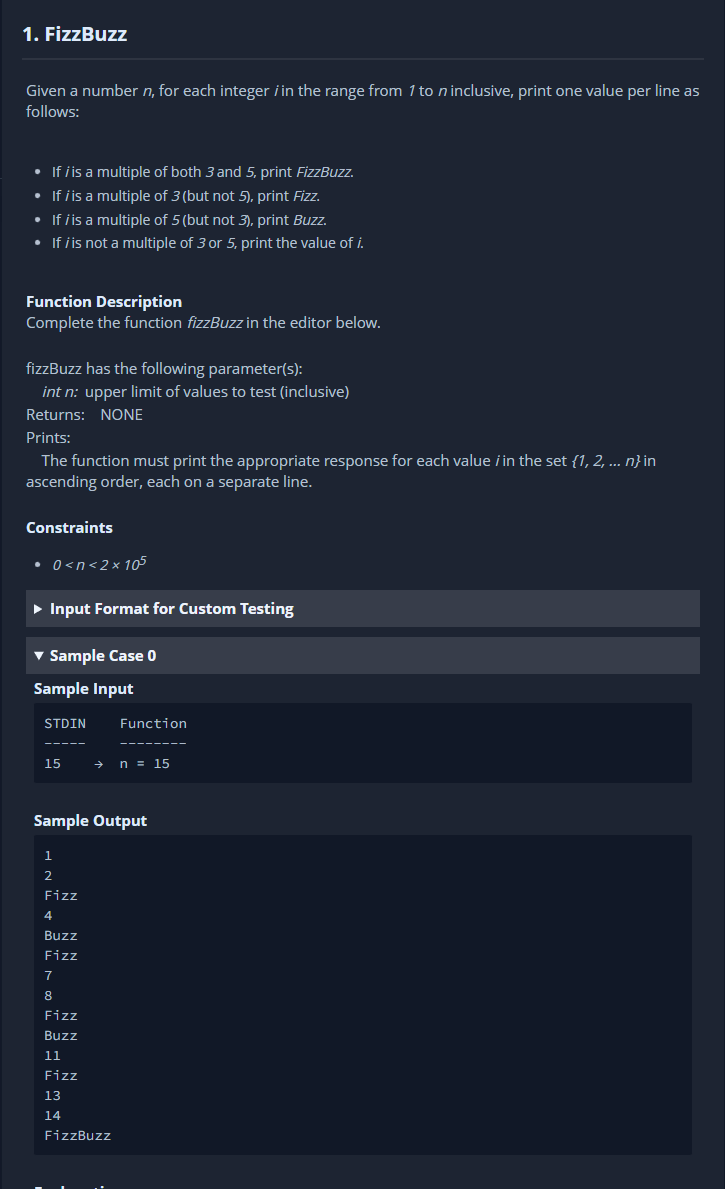 1. FizzBuzz
Given a number n, for each integer i in the range from 1 to n inclusive, print one value per line as
follows:
• If i is a multiple of both 3 and 5, print FizzBuzz.
• If i is a multiple of 3 (but not 5), print Fizz.
• If i is a multiple of 5 (but not 3), print Buzz.
• If i is not a multiple of 3 or 5, print the value of i.
Function Description
Complete the function fizzBuzz in the editor below.
fizzBuzz has the following parameter(s):
int n: upper limit of values to test (inclusive)
Returns: NONE
Prints:
The function must print the appropriate response for each value i in the set {1, 2, ... n} in
ascending order, each on a separate line.
Constraints
• 0 < n < 2 × 10⁵
▶ Input Format for Custom Testing
▼ Sample Case 0
Sample Input
STDIN Function
----- --------
15 → n = 15
Sample Output
1
2
Fizz
4
Buzz
Fizz
7
8
Fizz
Buzz
11
Fizz
13
14
FizzBuzz